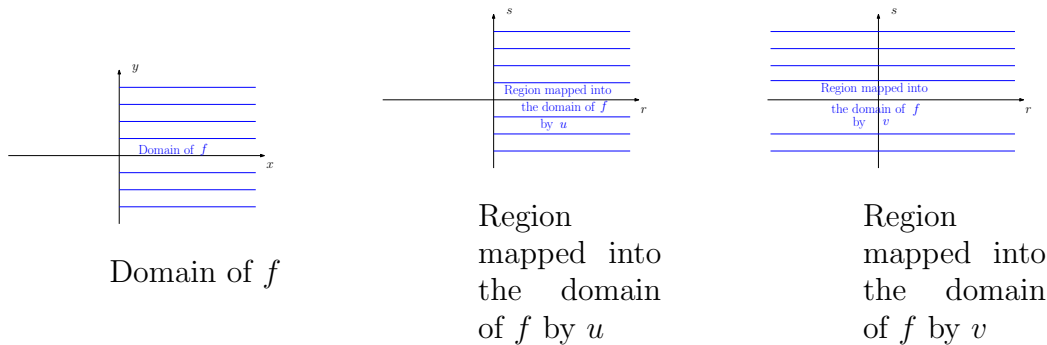 y
Domain of f
x
Domain of f
s
Region mapped into
the domain of f
by u
r
Region
mapped into
the domain
of f by u
s
Region mapped into
the domain of f
by v
r
Region
mapped into
the domain
of f by v